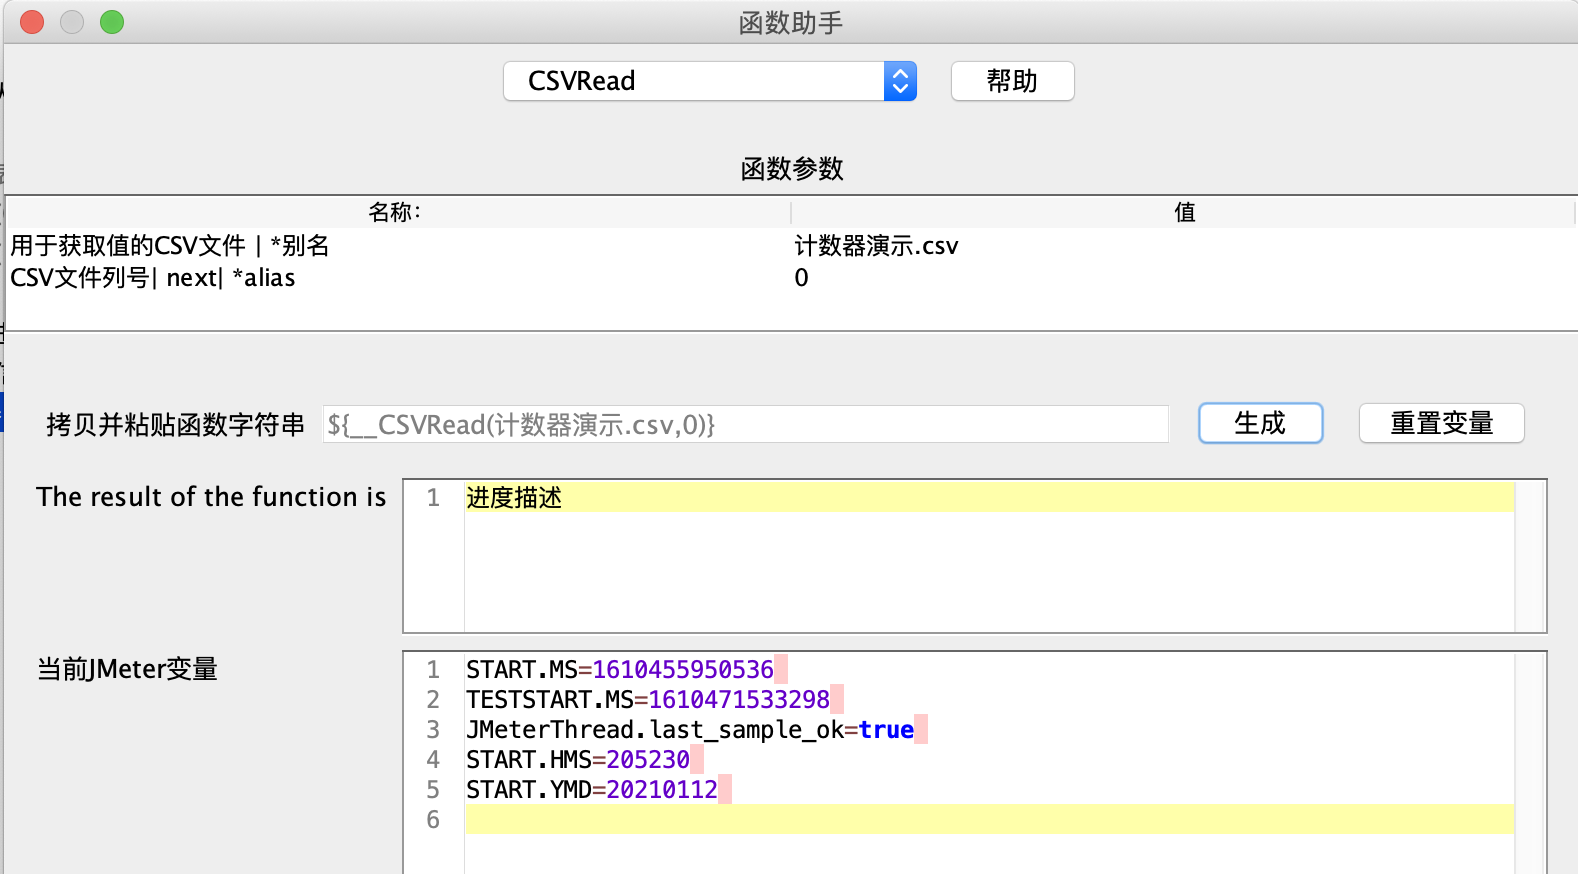 函数助手
CSVRead
帮助
函数参数
名称:
值
用于获取值的CSV文件 | *别名
计数器演示.csv
CSV文件列号| next| *alias
0
拷贝并粘贴函数字符串
${__CSVRead(计数器演示.csv,0)}
生成
重置变量
The result of the function is
1
进度描述
当前JMeter变量
1 START.MS=1610455950536
2 TESTSTART.MS=1610471533298
3 JMeterThread.last_sample_ok=true
4 START.HMS=205230
5 START.YMD=20210112
6